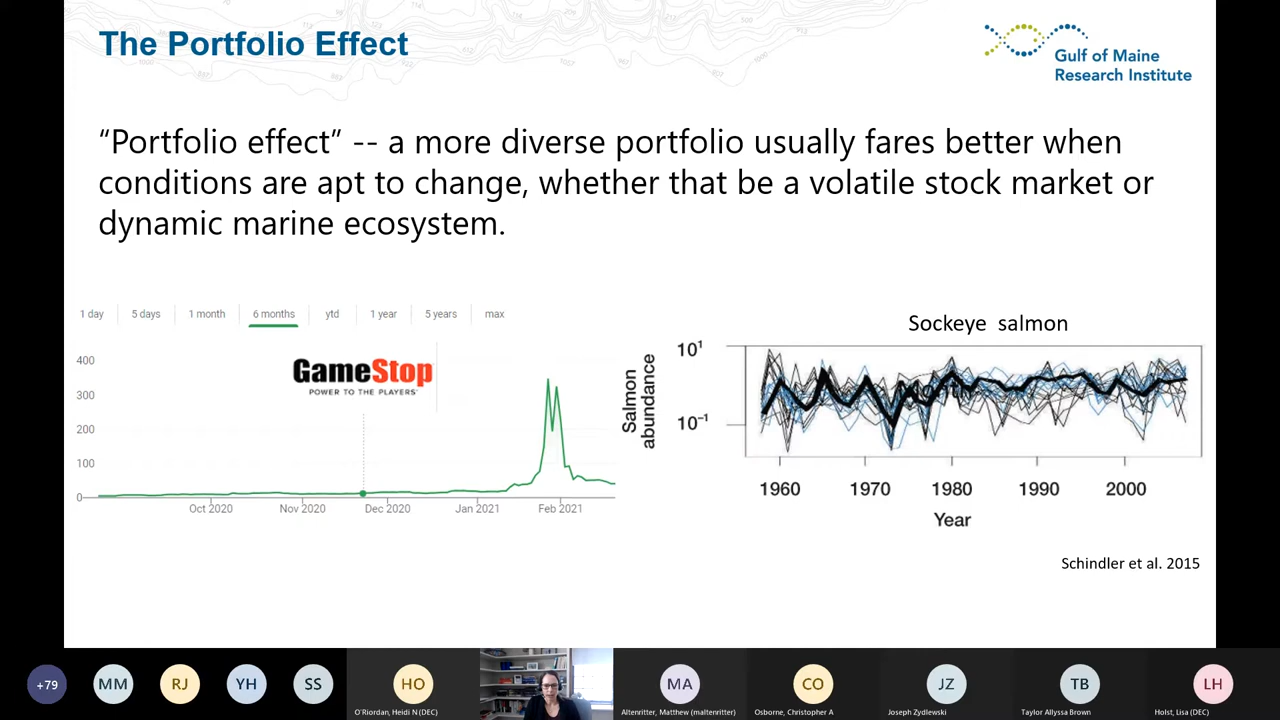 The Portfolio Effect
Gulf of Maine
Research Institute
“Portfolio effect” -- a more diverse portfolio usually fares better when
conditions are apt to change, whether that be a volatile stock market or
dynamic marine ecosystem.
1 day 5 days 1 month 6 months ytd 1 year 5 years max
GameStop
POWER TO THE PLAYERS
400
300
200
100
0
Oct 2020 Nov 2020 Dec 2020 Jan 2021 Feb 2021
Sockeye salmon
Salmon
abundance
10¹
10⁻¹
1960 1970 1980 1990 2000
Year
Schindler et al. 2015
+79 MM RJ YH SS HO MA CO JZ TB LH
O'Riordan, Heidi N (DEC) Altenritter, Matthew (maltenritter) Osborne, Christopher A Joseph Zydlewski Taylor Allyssa Brown Holst, Lisa (DEC)